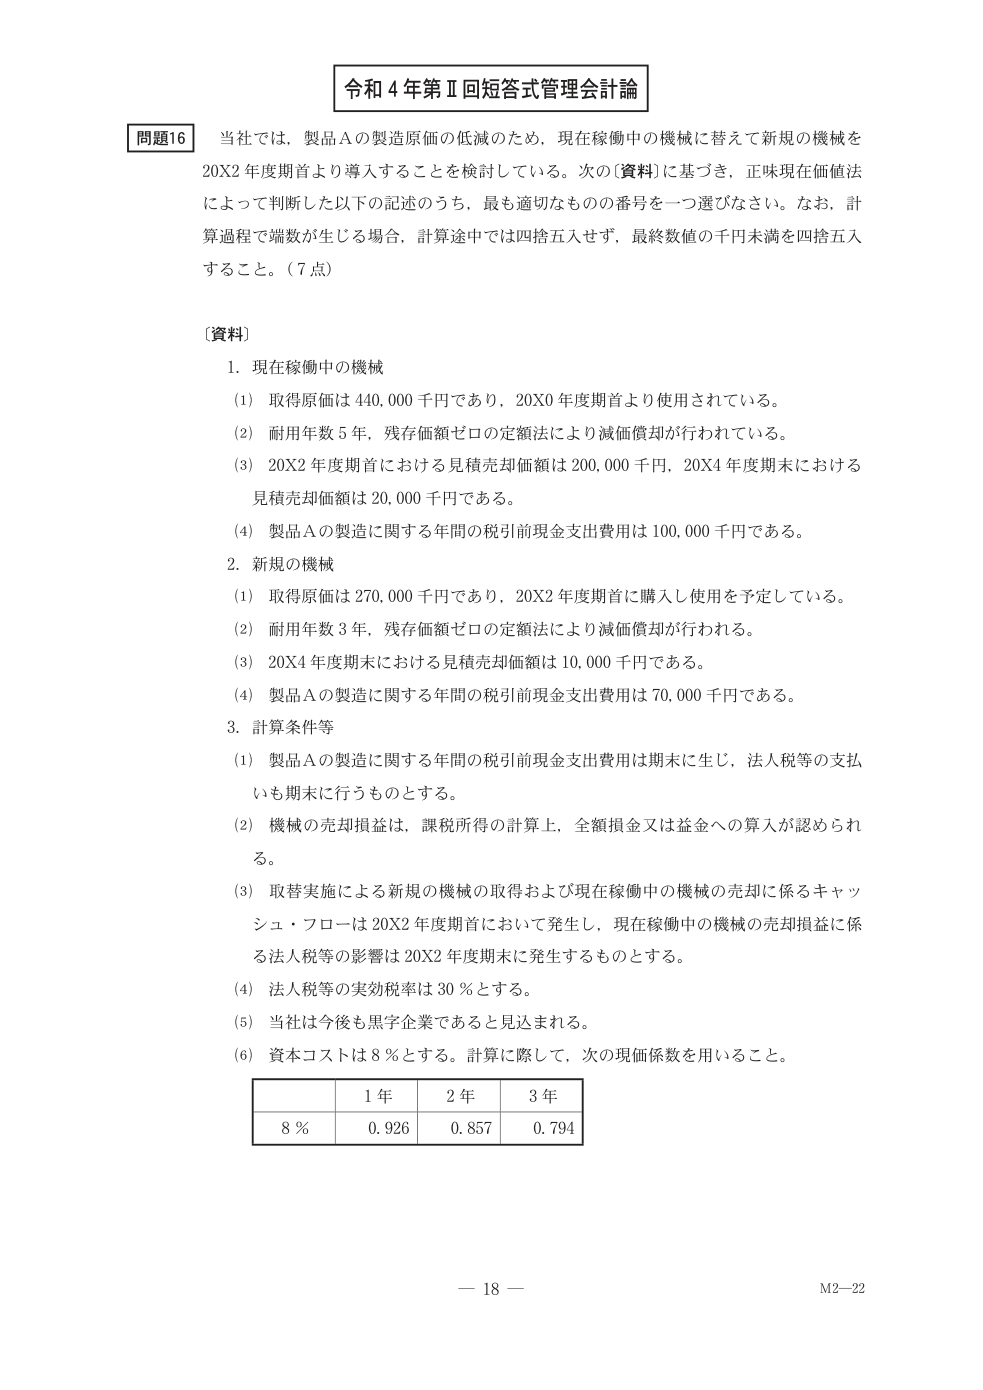 令和4年第Ⅱ回短答式管理会計論
問題16 当社では，製品Ａの製造原価の低減のため，現在稼働中の機械に替えて新規の機械を
20X2 年度期首より導入することを検討している。次の〔資料〕に基づき，正味現在価値法
によって判断した以下の記述のうち，最も適切なものの番号を一つ選びなさい。なお，計
算過程で端数が生じる場合，計算途中では四捨五入せず，最終数値の千円未満を四捨五入
すること。（7点）
〔資料〕
1．現在稼働中の機械
⑴ 取得原価は 440,000 千円であり，20X0 年度期首より使用されている。
⑵ 耐用年数5年，残存価額ゼロの定額法により減価償却が行われている。
⑶ 20X2 年度期首における見積売却価額は 200,000 千円，20X4 年度期末における
見積売却価額は 20,000 千円である。
⑷ 製品Ａの製造に関する年間の税引前現金支出費用は 100,000 千円である。
2．新規の機械
⑴ 取得原価は 270,000 千円であり，20X2 年度期首に購入し使用を予定している。
⑵ 耐用年数3年，残存価額ゼロの定額法により減価償却が行われる。
⑶ 20X4 年度期末における見積売却価額は 10,000 千円である。
⑷ 製品Ａの製造に関する年間の税引前現金支出費用は 70,000 千円である。
3．計算条件等
⑴ 製品Ａの製造に関する年間の税引前現金支出費用は期末に生じ，法人税等の支払
いも期末に行うものとする。
⑵ 機械の売却損益は，課税所得の計算上，全額損金又は益金への算入が認められ
る。
⑶ 取替実施による新規の機械の取得および現在稼働中の機械の売却に係るキャッ
シュ・フローは 20X2 年度期首において発生し，現在稼働中の機械の売却損益に係
る法人税等の影響は 20X2 年度期末に発生するものとする。
⑷ 法人税等の実効税率は 30 ％とする。
⑸ 当社は今後も黒字企業であると見込まれる。
⑹ 資本コストは8％とする。計算に際して，次の現価係数を用いること。
1年 2年 3年
8％ 0.926 0.857 0.794
― 18 ― M2―22